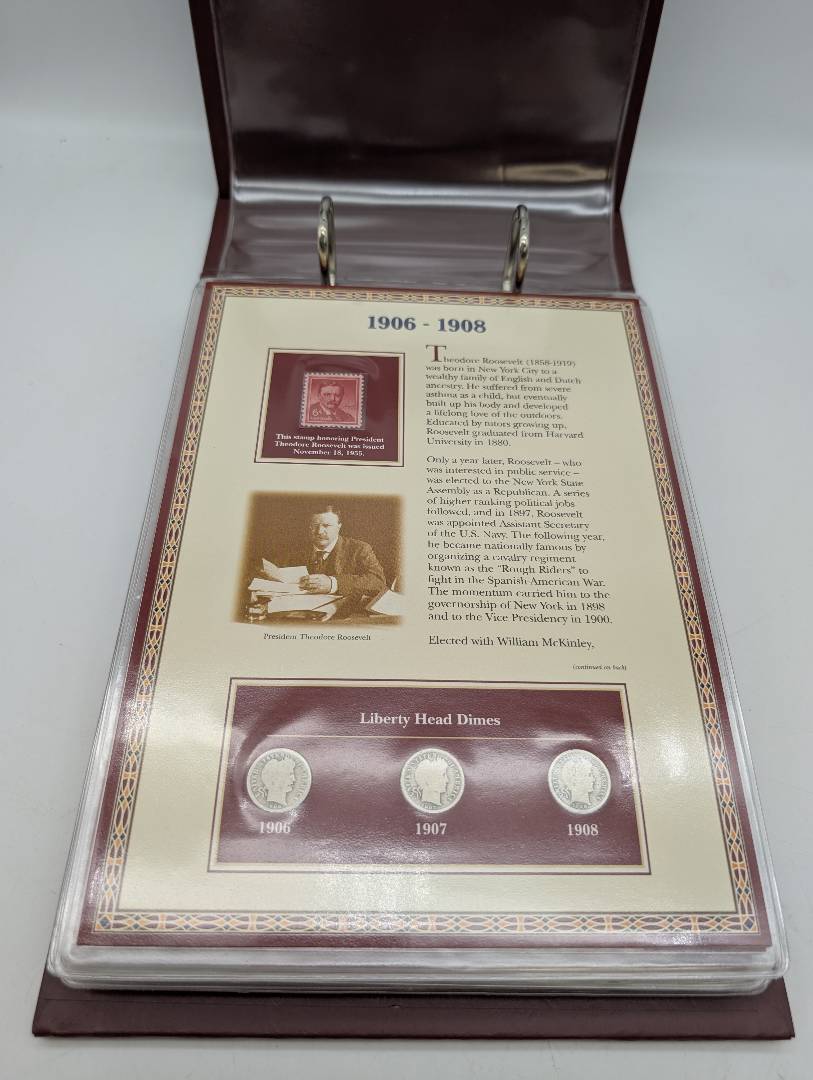 1906 - 1908
6¢
This stamp honoring President
Theodore Roosevelt was issued
November 18, 1955.
President Theodore Roosevelt
Theodore Roosevelt (1858-1919)
was born in New York City to a
wealthy family of English and Dutch
ancestry. He suffered from severe
asthma as a child, but eventually
built up his body and developed
a lifelong love of the outdoors.
Educated by tutors growing up,
Roosevelt graduated from Harvard
University in 1880.
Only a year later, Roosevelt – who
was interested in public service –
was elected to the New York State
Assembly as a Republican. A series
of higher ranking political jobs
followed, and in 1897, Roosevelt
was appointed Assistant Secretary
of the U.S. Navy. The following year,
he became nationally famous by
organizing a cavalry regiment
known as the "Rough Riders" to
fight in the Spanish-American War.
The momentum carried him to the
governorship of New York in 1898
and to the Vice Presidency in 1900.
Elected with William McKinley,
(continued on back)
Liberty Head Dimes
1906
1907
1908